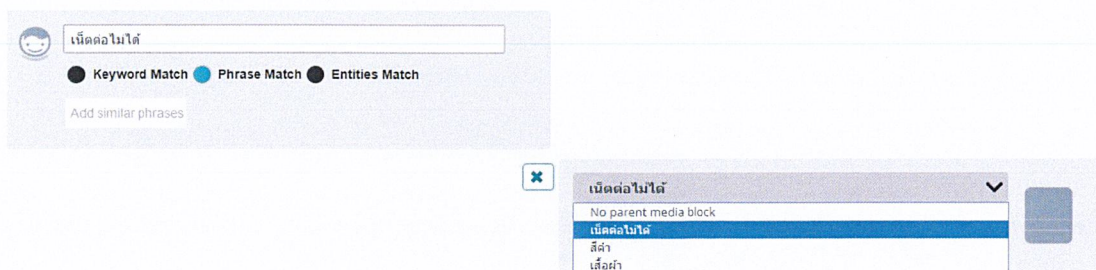 เน็ตต่อไม่ได้
Keyword Match Phrase Match Entities Match
Add similar phrases
เน็ตต่อไม่ได้
No parent media block
เน็ตต่อไม่ได้
สีดำ
เสื้อผ้า